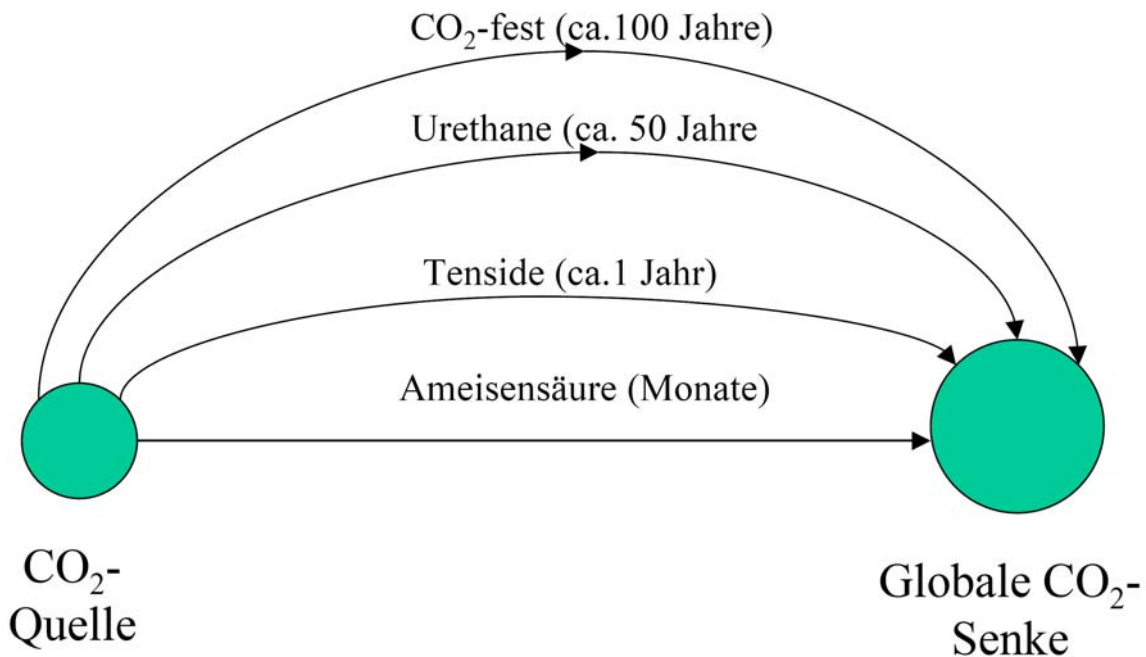 CO₂-fest (ca.100 Jahre)
Urethane (ca. 50 Jahre
Tenside (ca.1 Jahr)
Ameisensäure (Monate)
CO₂-
Quelle
Globale CO₂-
Senke